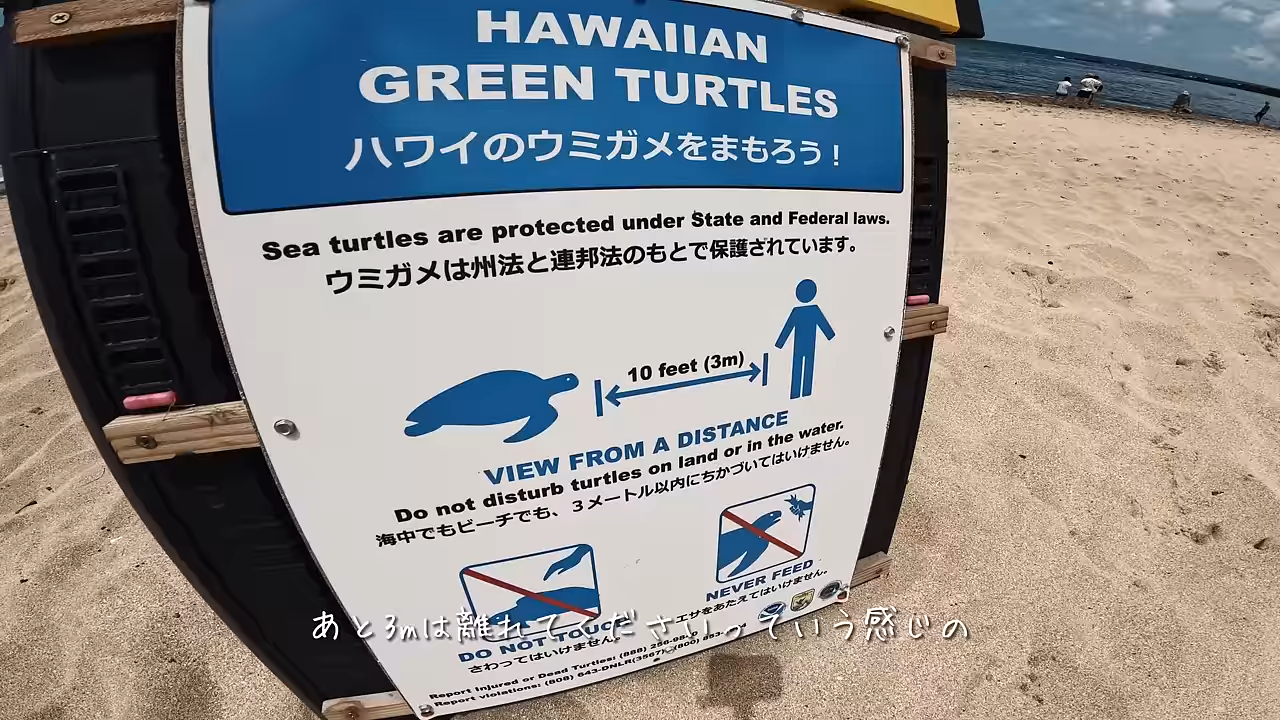 HAWAIIAN
GREEN TURTLES
ハワイのウミガメをまもろう！
Sea turtles are protected under State and Federal laws.
ウミガメは州法と連邦法のもとで保護されています。
10 feet (3m)
VIEW FROM A DISTANCE
Do not disturb turtles on land or in the water.
海中でもビーチでも、３メートル以内にちかづいてはいけません。
NEVER FEED
エサをあたえてはいけません。
DO NOT TOUCH
さわってはいけません。
あと3mは離れてくださいっていう感じの
Report Injured or Dead Turtles: (888)
Report violations: (808) 643-DNLR(3567)